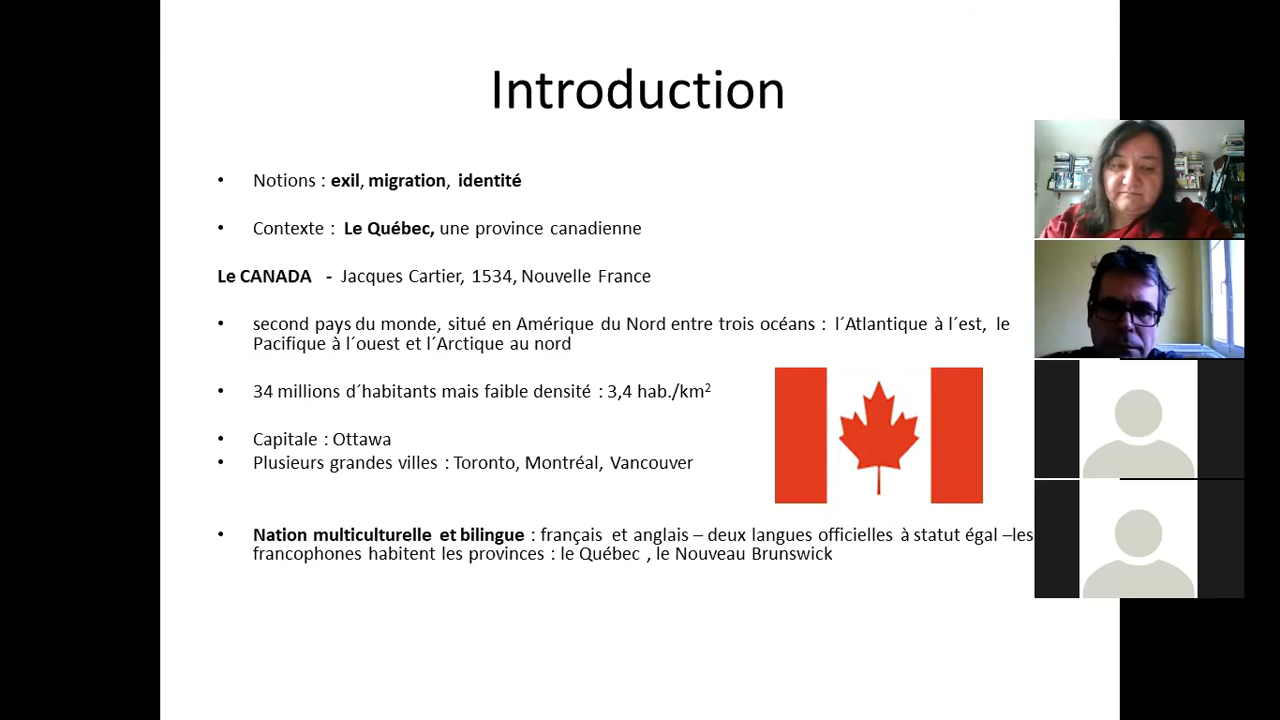 Introduction
• Notions : exil, migration, identité
• Contexte : Le Québec, une province canadienne
Le CANADA - Jacques Cartier, 1534, Nouvelle France
• second pays du monde, situé en Amérique du Nord entre trois océans : l´Atlantique à l´est, le
Pacifique à l´ouest et l´Arctique au nord
• 34 millions d´habitants mais faible densité : 3,4 hab./km²
• Capitale : Ottawa
• Plusieurs grandes villes : Toronto, Montréal, Vancouver
• Nation multiculturelle et bilingue : français et anglais – deux langues officielles à statut égal –les
francophones habitent les provinces : le Québec , le Nouveau Brunswick